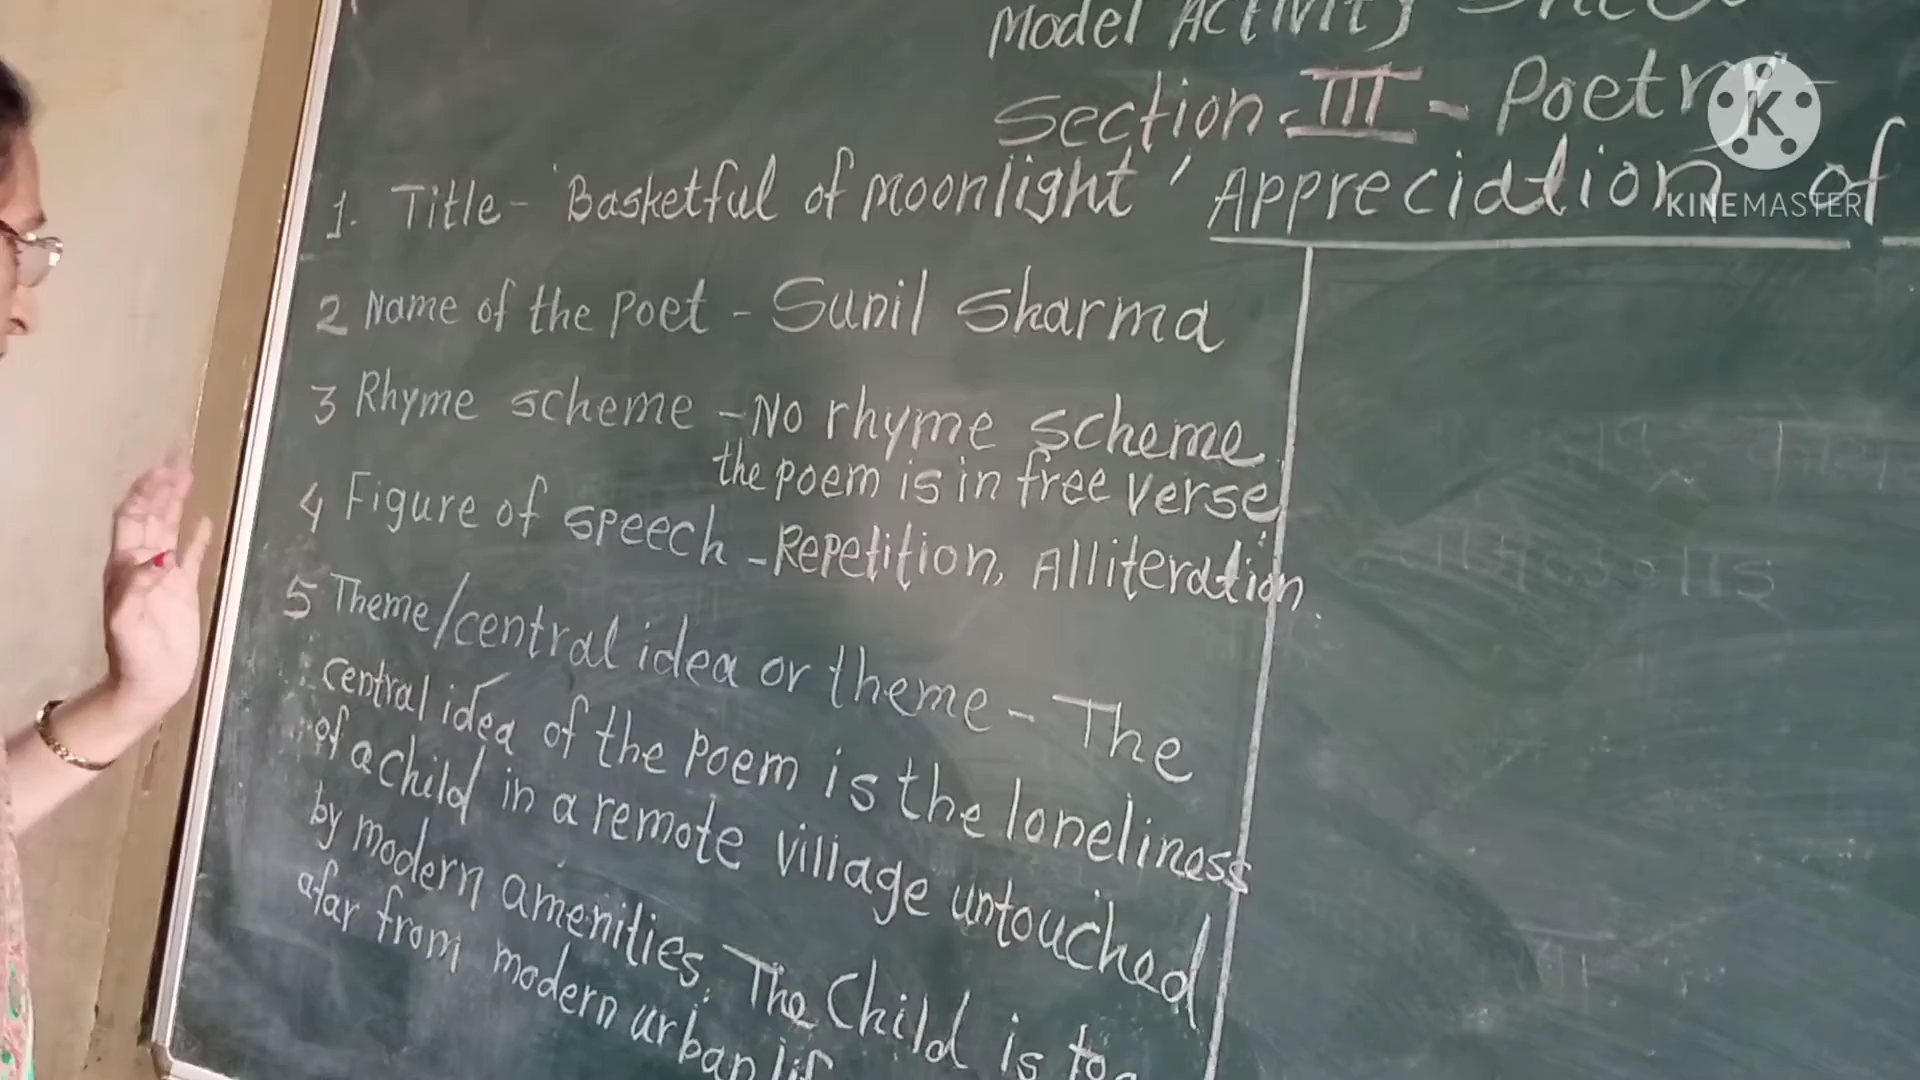 Model Activity
Section - III - Poetry
Appreciation of
1. Title - 'Basketful of Moonlight'
2 Name of the poet - Sunil Sharma
3 Rhyme scheme - No rhyme scheme
the poem is in free verse
4 Figure of speech - Repetition, Alliteration.
5 Theme/central idea or theme - The
central idea of the poem is the loneliness
of a child in a remote village untouched
by modern amenities. The Child is
afar from modern urban
K
KINEMASTER